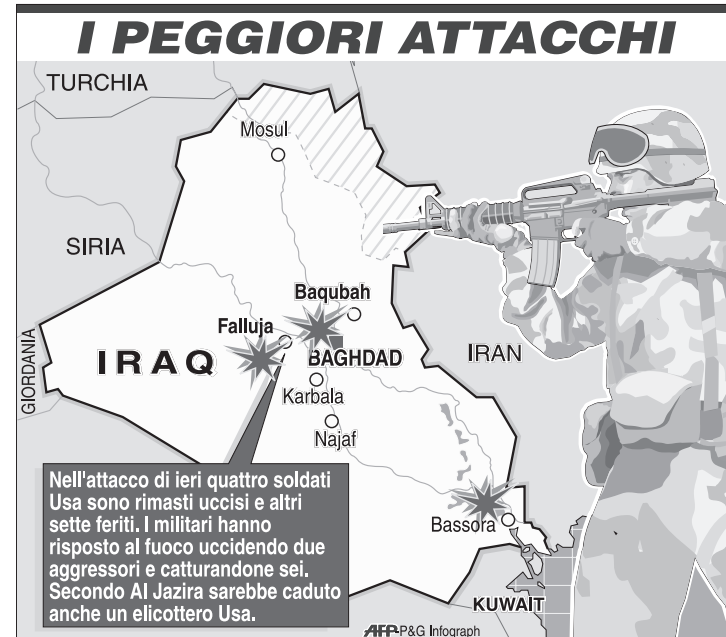 I PEGGIORI ATTACCHI
TURCHIA
Mosul
SIRIA
Baqubah
Falluja
GIORDANIA
IRAQ
BAGHDAD
IRAN
Karbala
Najaf
Nell'attacco di ieri quattro soldati
Usa sono rimasti uccisi e altri
sette feriti. I militari hanno
risposto al fuoco uccidendo due
aggressori e catturandone sei.
Secondo Al Jazira sarebbe caduto
anche un elicottero Usa.
Bassora
KUWAIT
AFP-P&G Infograph